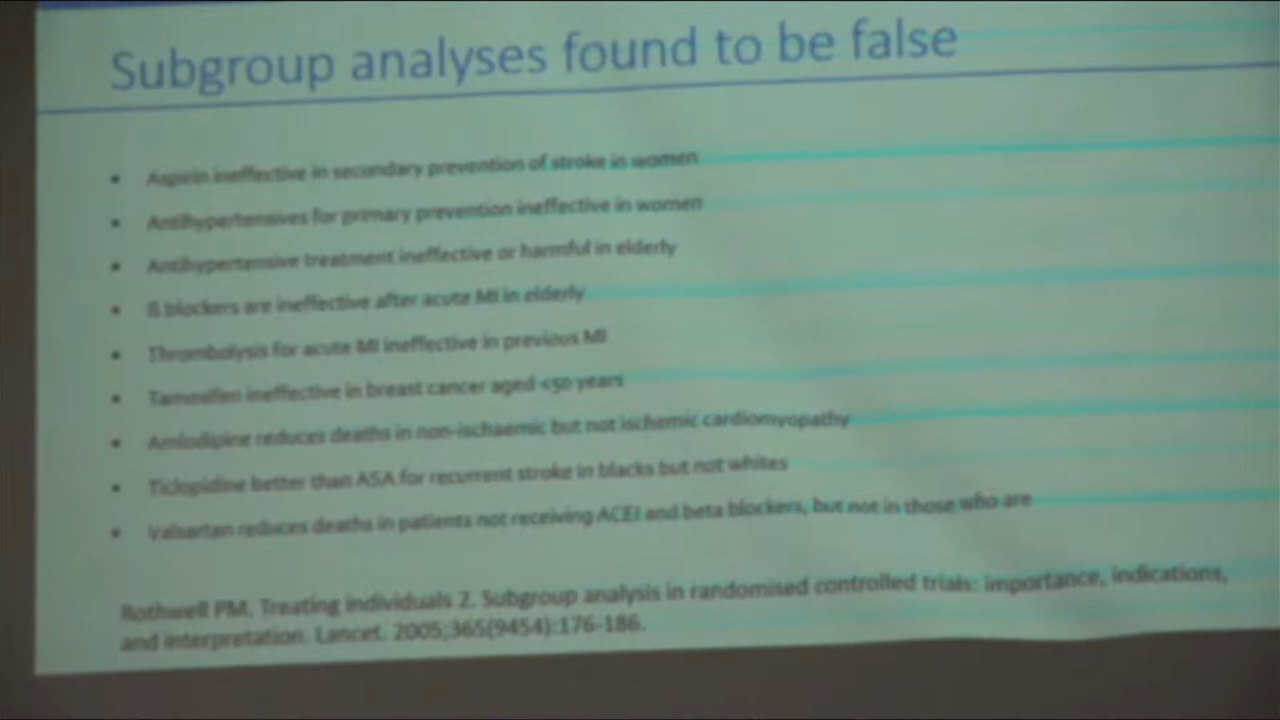 Subgroup analyses found to be false
• Aspirin ineffective in secondary prevention of stroke in women
• Antihypertensives for primary prevention ineffective in women
• Antihypertensive treatment ineffective or harmful in elderly
• ß blockers are ineffective after acute MI in elderly
• Thrombolysis for acute MI ineffective in previous MI
• Tamoxifen ineffective in breast cancer aged <50 years
• Amlodipine reduces deaths in non-ischaemic but not ischemic cardiomyopathy
• Ticlopidine better than ASA for recurrent stroke in blacks but not whites
• Valsartan reduces deaths in patients not receiving ACEI and beta blockers, but not in those who are
Rothwell PM. Treating individuals 2. Subgroup analysis in randomised controlled trials: importance, indications,
and interpretation. Lancet. 2005;365(9454):176-186.